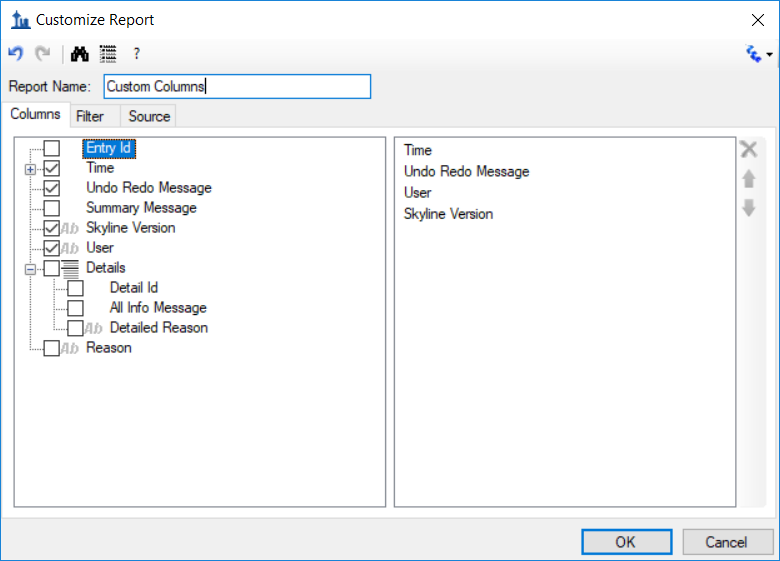 Customize Report
?
Report Name: Custom Columns
Columns Filter Source
Entry Id
Time
Undo Redo Message
Summary Message
Ab Skyline Version
Ab User
Details
Detail Id
All Info Message
Ab Detailed Reason
Ab Reason
Time
Undo Redo Message
User
Skyline Version
OK Cancel